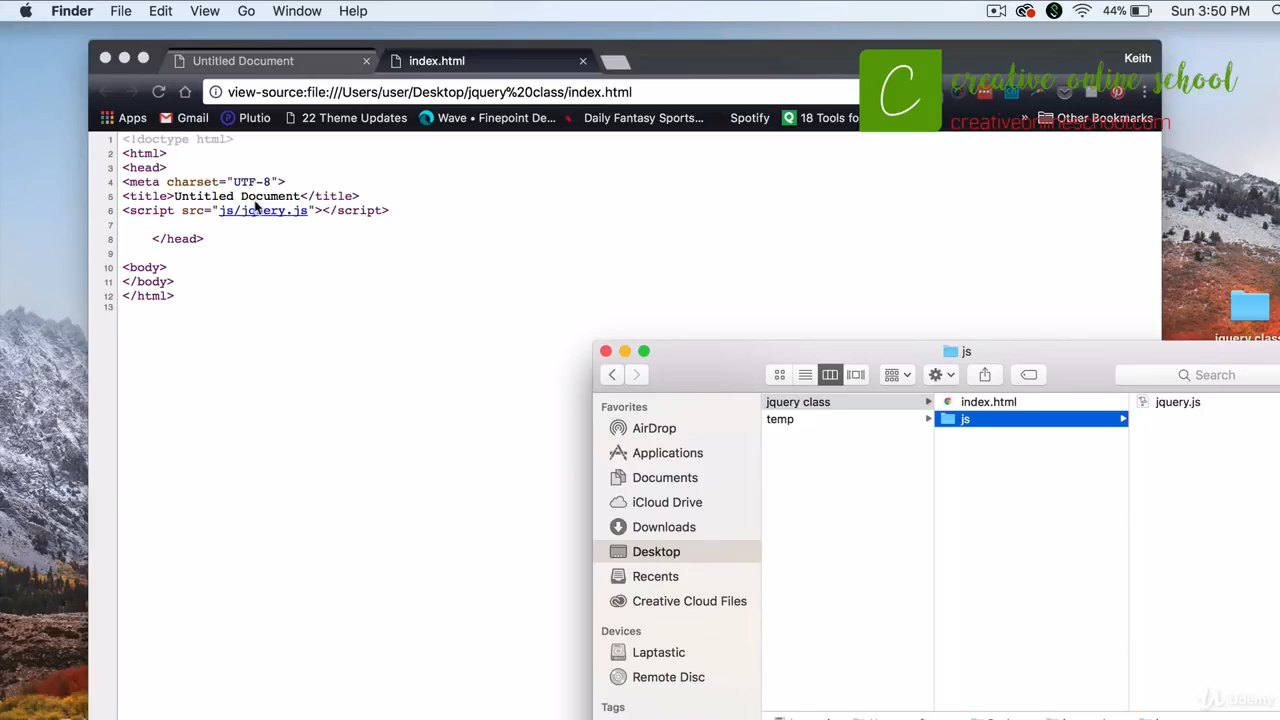 Finder File Edit View Go Window Help 44% Sun 3:50 PM
Untitled Document index.html Keith
view-source:file:///Users/user/Desktop/jquery%20class/index.html
C creative online school
creativeonlineschool.com
Apps Gmail Plutio 22 Theme Updates Wave • Finepoint De... Daily Fantasy Sports... Spotify 18 Tools fo » Other Bookmarks
1 <!doctype html>
2 <html>
3 <head>
4 <meta charset="UTF-8">
5 <title>Untitled Document</title>
6 <script src="js/jquery.js"></script>
7
8 </head>
9
10 <body>
11 </body>
12 </html>
13
jquery class
js
Search
Favorites
AirDrop
Applications
Documents
iCloud Drive
Downloads
Desktop
Recents
Creative Cloud Files
Devices
Laptastic
Remote Disc
Tags
jquery class index.html jquery.js
temp js
ûdemy